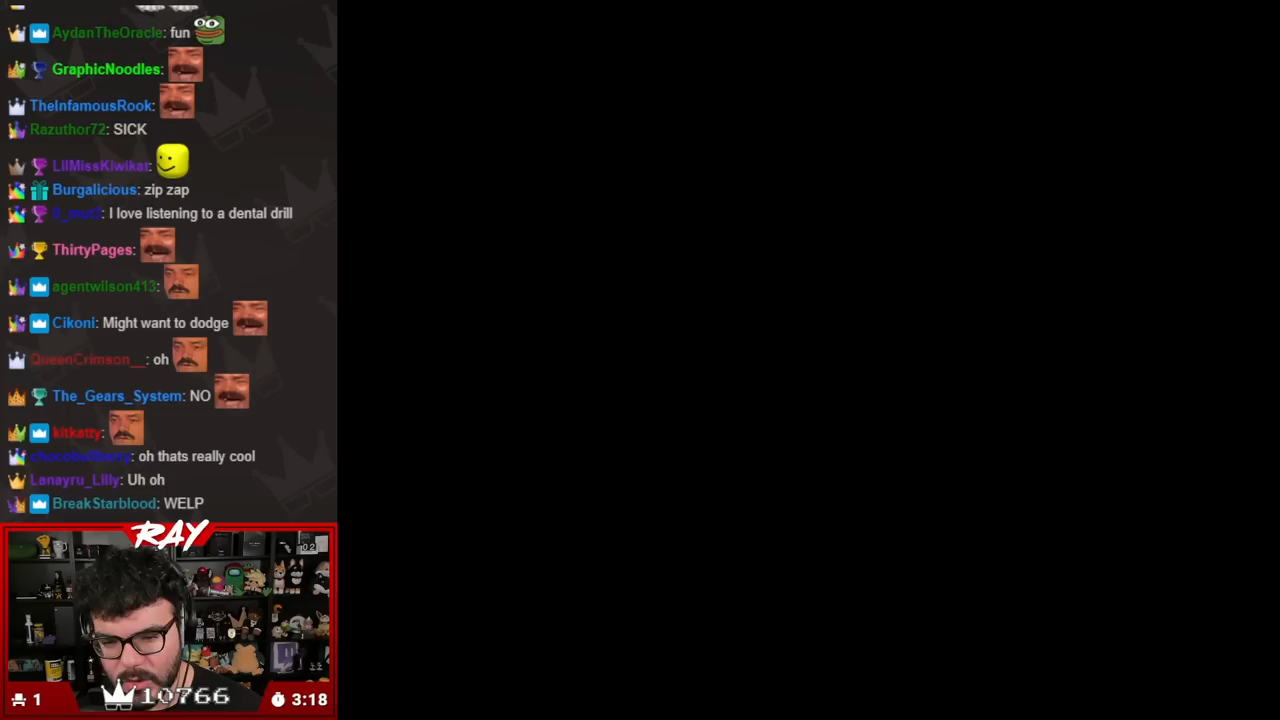 AydanTheOracle: fun
GraphicNoodles:
TheInfamousRook:
Razuthor72: SICK
LilMissKiwikat:
Burgalicious: zip zap
I love listening to a dental drill
ThirtyPages:
agentwilson413:
Cikoni: Might want to dodge
QueenCrimson__: oh
The_Gears_System: NO
kitkatty:
oh thats really cool
Lanayru_Lilly: Uh oh
BreakStarblood: WELP
RAY
1
10766
3:18